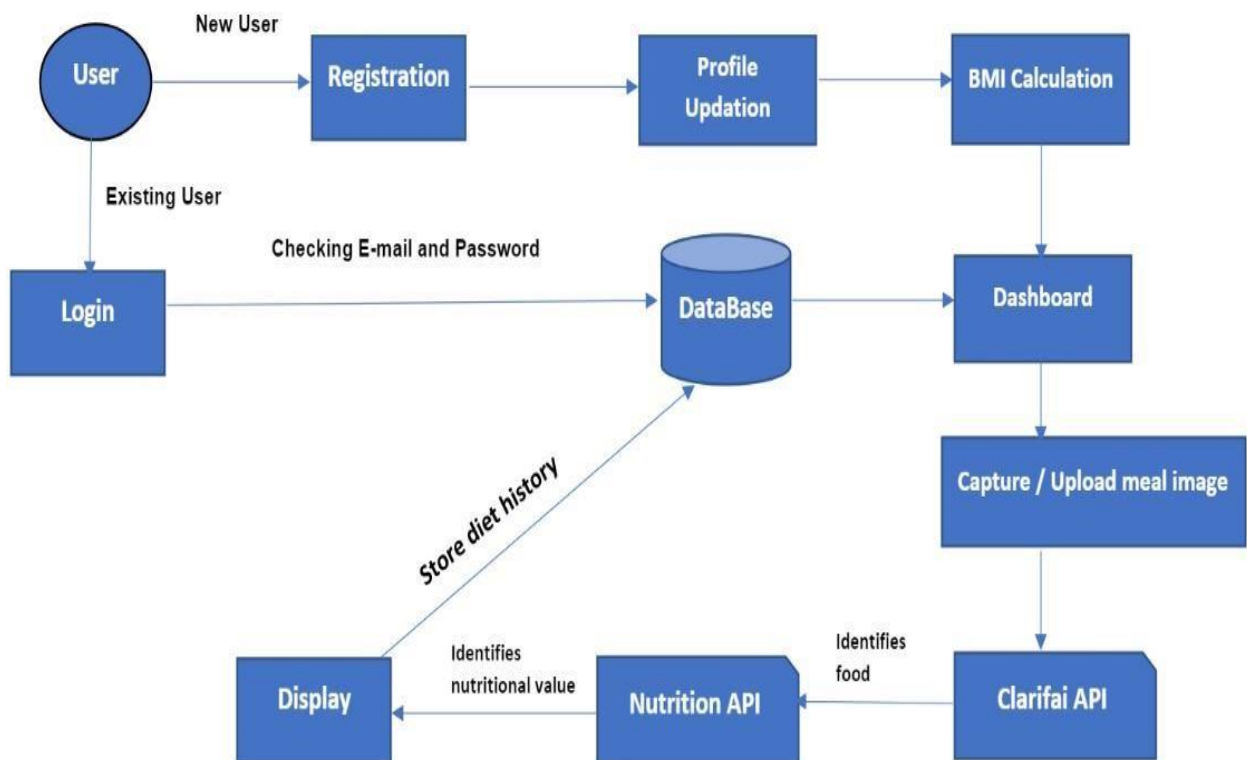 New User
User
Registration
Profile
Updation
BMI Calculation
Existing User
Checking E-mail and Password
Login
DataBase
Dashboard
Capture / Upload meal image
Store diet history
Identifies
food
Identifies
nutritional value
Display
Nutrition API
Clarifai API